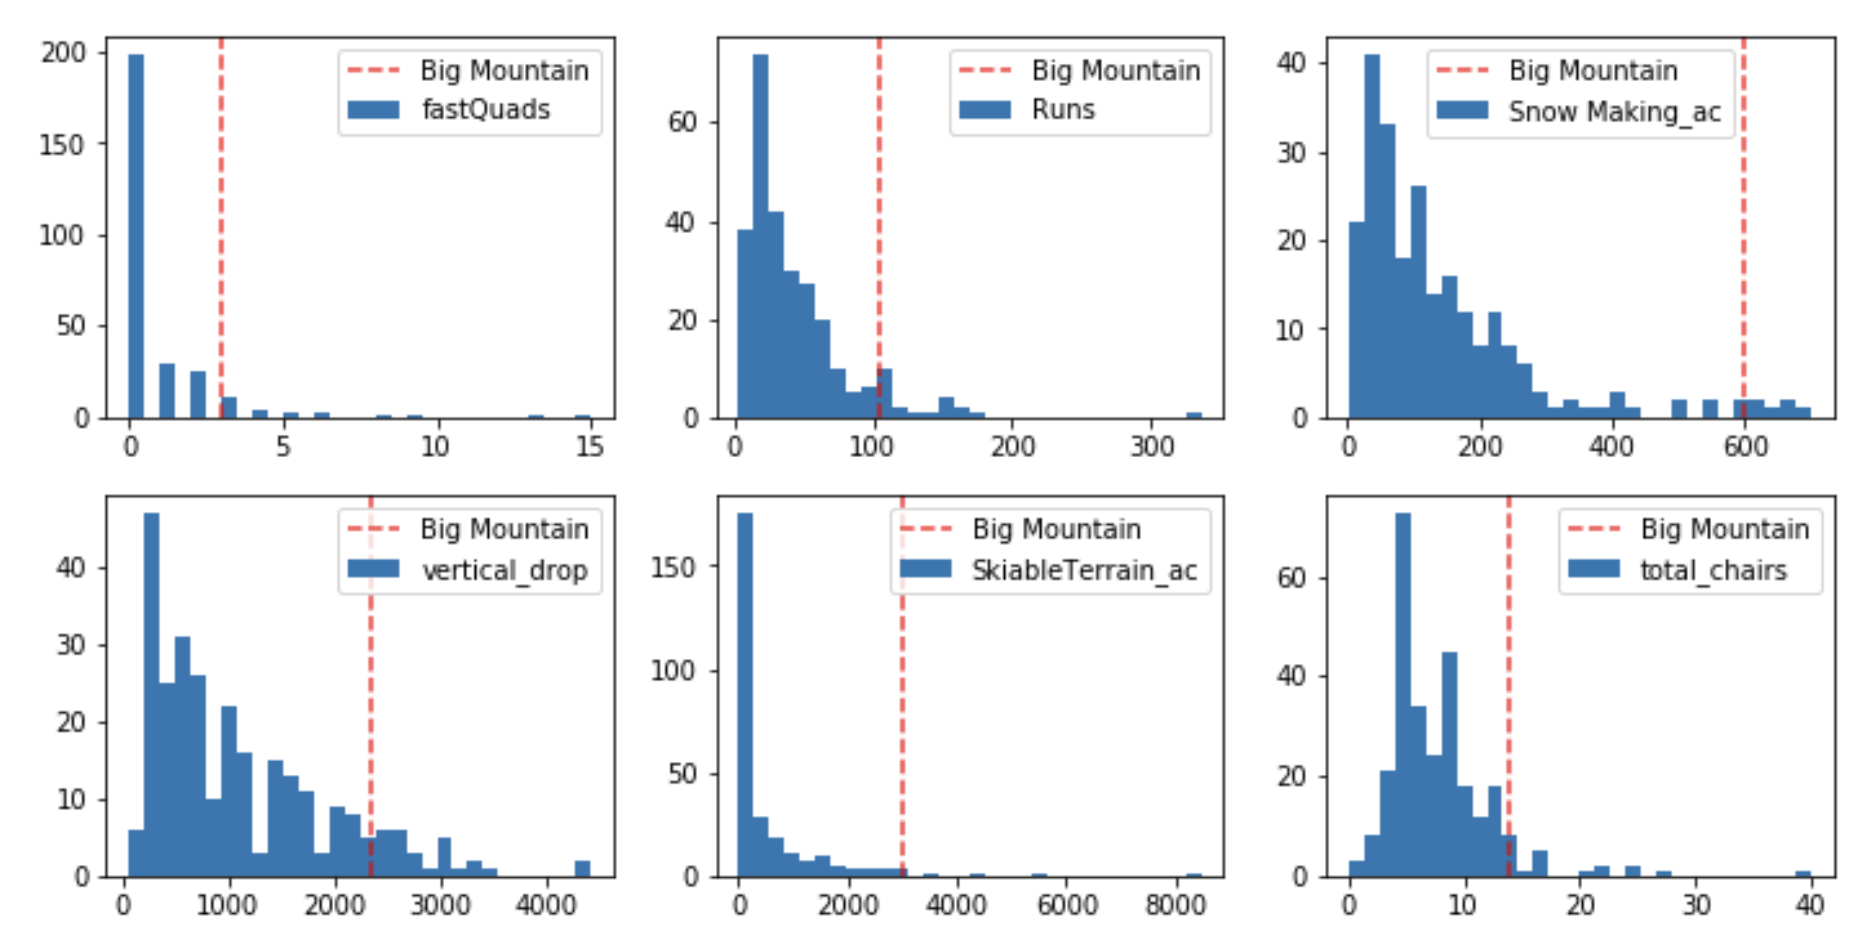 200
150
100
50
0
0 5 10 15
Big Mountain
fastQuads
60
40
20
0
0 100 200 300
Big Mountain
Runs
40
30
20
10
0
0 200 400 600
Big Mountain
Snow Making_ac
40
30
20
10
0
0 1000 2000 3000 4000
Big Mountain
vertical_drop
150
100
50
0
0 2000 4000 6000 8000
Big Mountain
SkiableTerrain_ac
60
40
20
0
0 10 20 30 40
Big Mountain
total_chairs